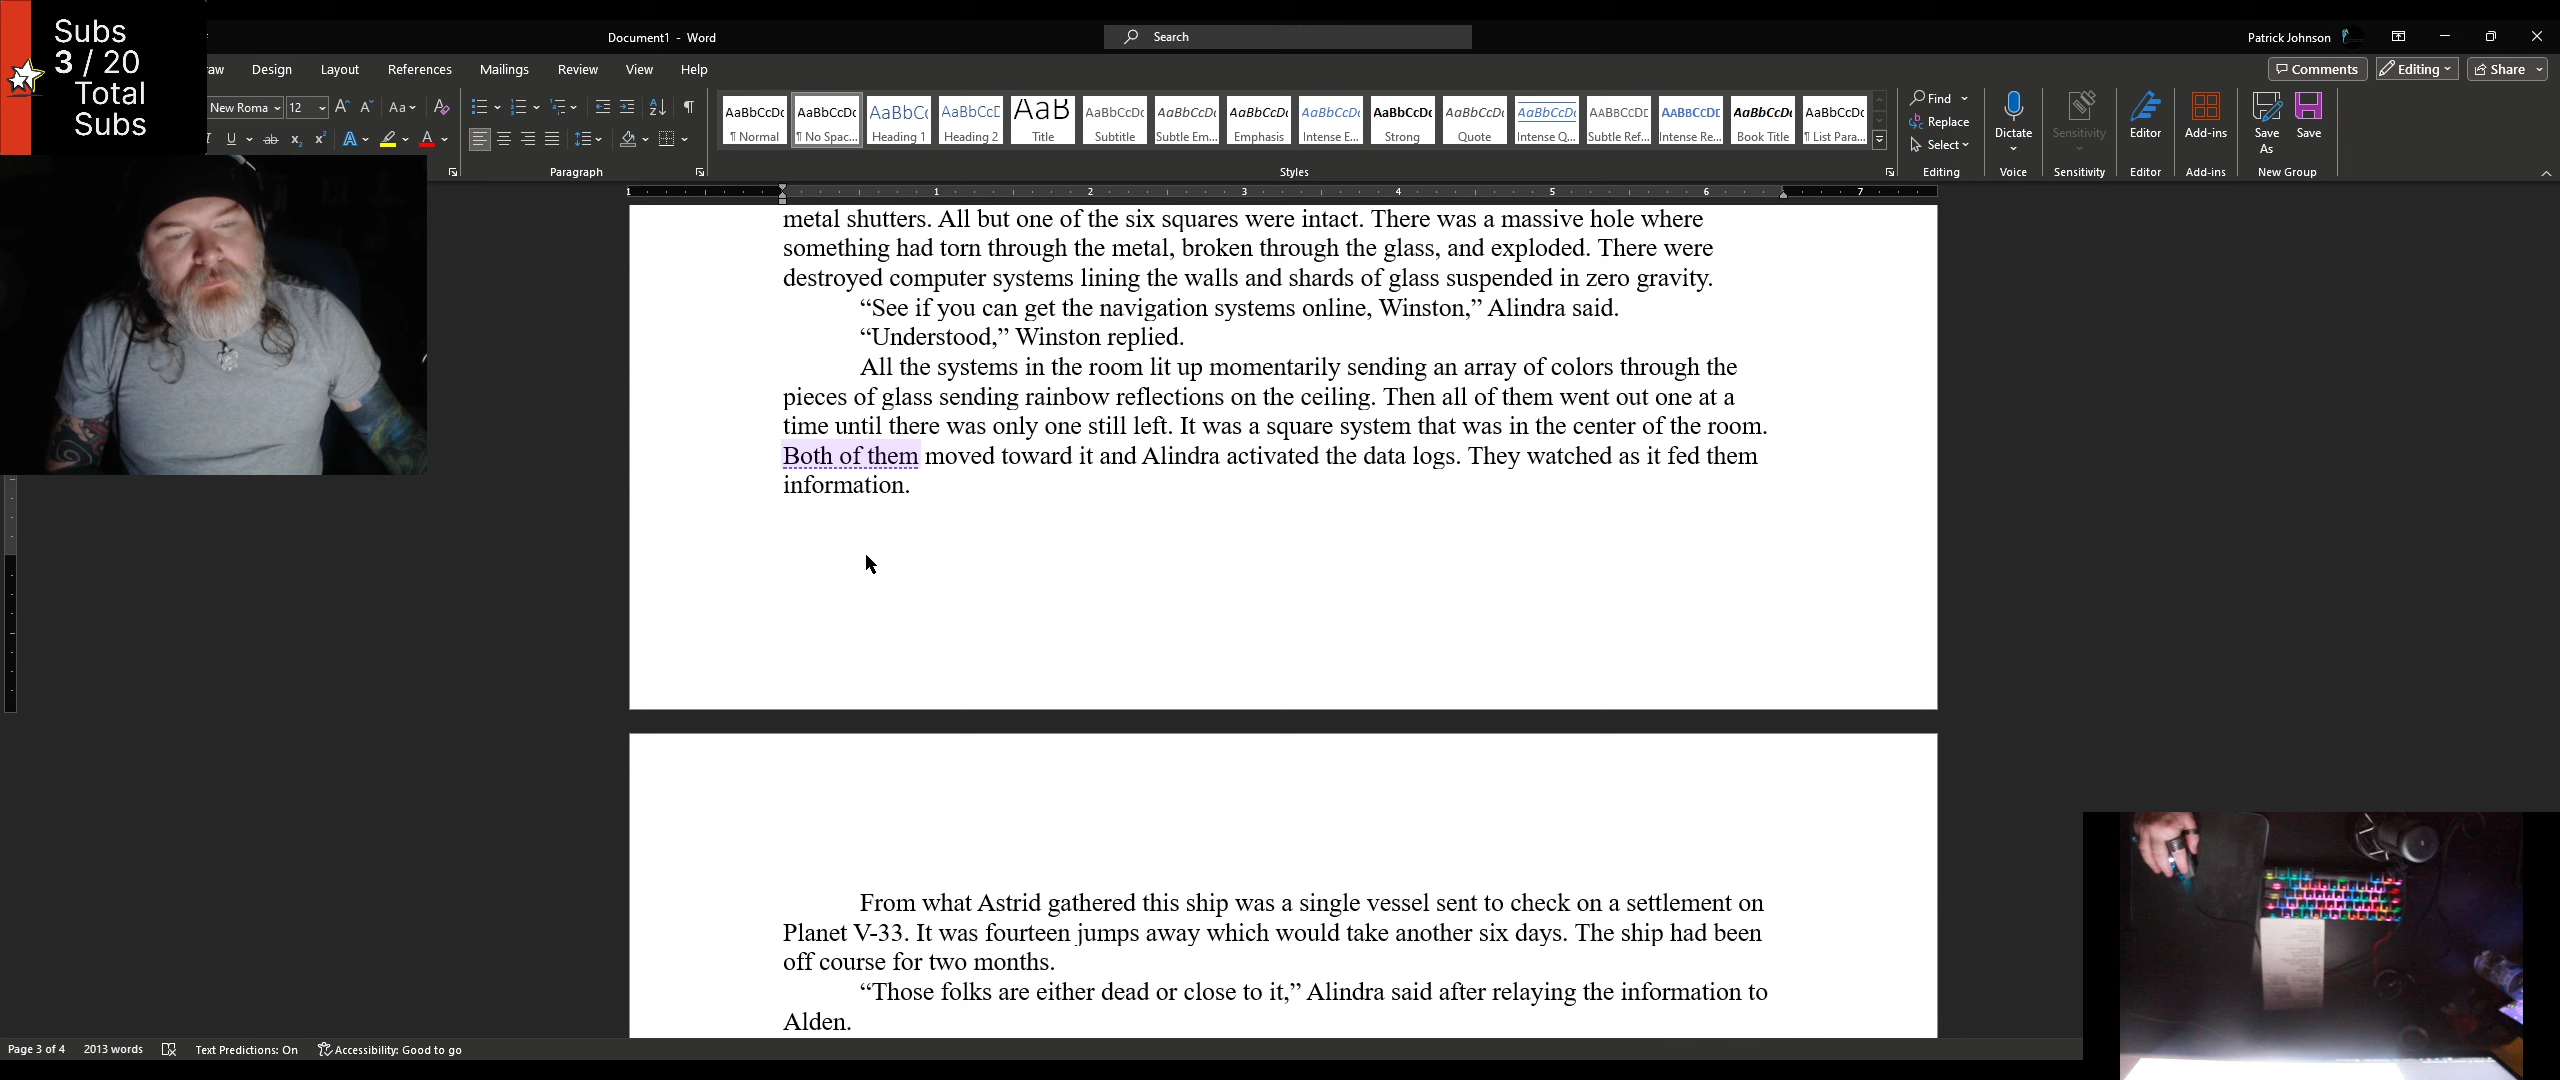 Subs
3 / 20
Total
Subs
Document1 - Word
Search
Patrick Johnson
aw Design Layout References Mailings Review View Help
Comments Editing Share
New Roma 12 Aa
AaBbCcDc AaBbCcDc AaBbC AaBbCcE AaB AaBbCcDc AaBbCcDc AaBbCcDc AaBbCcDc AaBbCcDc AaBbCcDc AaBbCcDc AABBCCDE AABBCCDE AaBbCcDc AaBbCcDc
¶ Normal ¶ No Spac... Heading 1 Heading 2 Title Subtitle Subtle Em... Emphasis Intense E... Strong Quote Intense Q... Subtle Ref... Intense Re... Book Title ¶ List Para...
Find
Replace
Select
Dictate Sensitivity Editor Add-ins Save As Save
Paragraph Styles Editing Voice Sensitivity Editor Add-ins New Group
1 1 2 3 4 5 6 7
metal shutters. All but one of the six squares were intact. There was a massive hole where
something had torn through the metal, broken through the glass, and exploded. There were
destroyed computer systems lining the walls and shards of glass suspended in zero gravity.
“See if you can get the navigation systems online, Winston,” Alindra said.
“Understood,” Winston replied.
All the systems in the room lit up momentarily sending an array of colors through the
pieces of glass sending rainbow reflections on the ceiling. Then all of them went out one at a
time until there was only one still left. It was a square system that was in the center of the room.
Both of them moved toward it and Alindra activated the data logs. They watched as it fed them
information.
From what Astrid gathered this ship was a single vessel sent to check on a settlement on
Planet V-33. It was fourteen jumps away which would take another six days. The ship had been
off course for two months.
“Those folks are either dead or close to it,” Alindra said after relaying the information to
Alden.
Page 3 of 4 2013 words Text Predictions: On Accessibility: Good to go